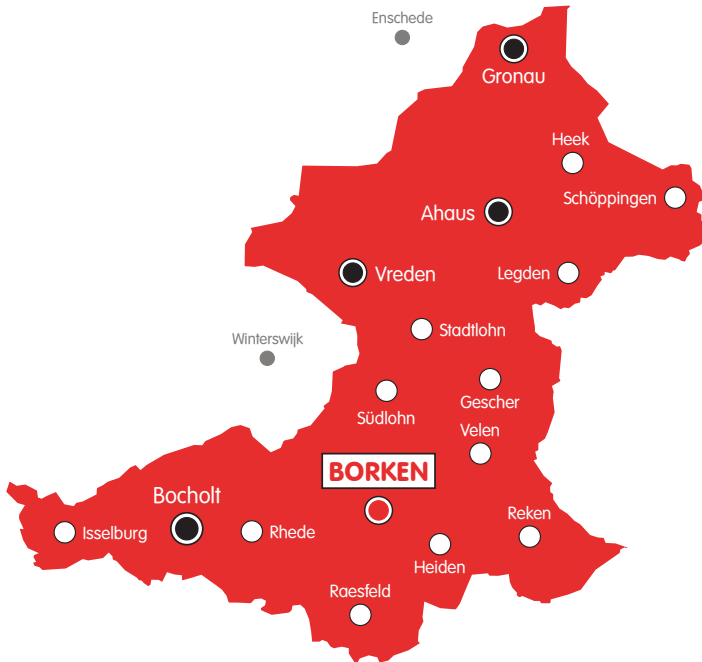 Enschede
Gronau
Heek
Schöppingen
Ahaus
Vreden
Legden
Stadtlohn
Winterswijk
Gescher
Südlohn
Velen
BORKEN
Bocholt
Reken
Isselburg
Rhede
Heiden
Raesfeld